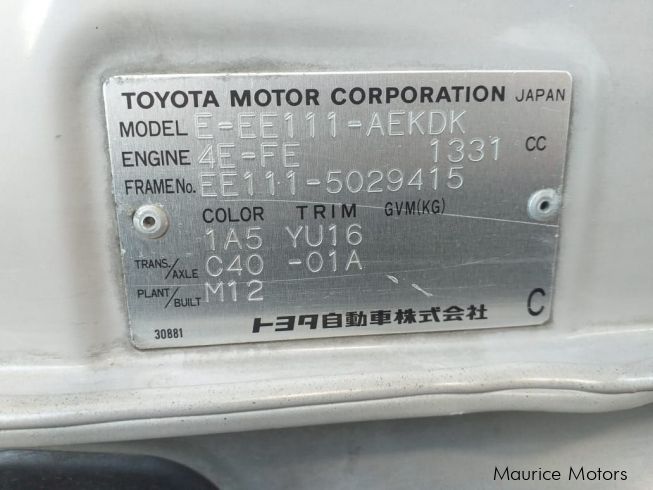 TOYOTA MOTOR CORPORATION JAPAN
MODEL E-EE111-AEKDK
ENGINE 4E-FE 1331 CC
FRAME No. EE111-5029415
COLOR TRIM GVM(KG)
1A5 YU16
TRANS./AXLE C40 -01A
PLANT/BUILT M12
30881 トヨタ自動車株式会社 C
Maurice Motors